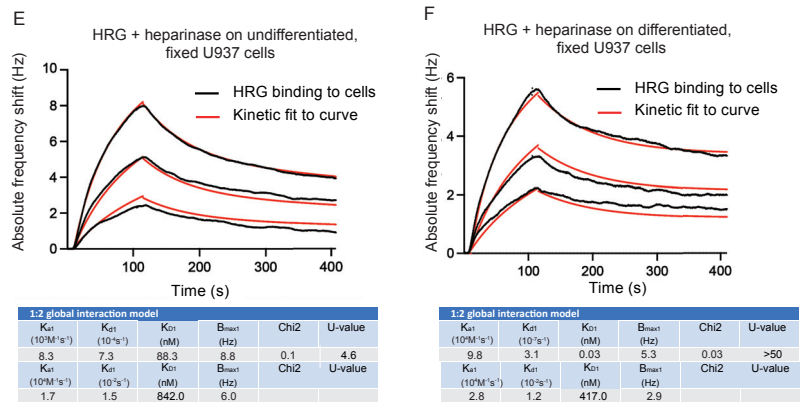 E
HRG + heparinase on undifferentiated,
fixed U937 cells
Absolute frequency shift (Hz)
10
8
6
4
2
0
HRG binding to cells
Kinetic fit to curve
100 200 300 400
Time (s)
1:2 global interaction model
Ka1 Kd1 KD1 Bmax1 Chi2 U-value
(10³M⁻¹s⁻¹) (10⁻⁴s⁻¹) (nM) (Hz)
8.3 7.3 88.3 8.8 0.1 4.6
Ka1 Kd1 KD1 Bmax1 Chi2 U-value
(10⁴M⁻¹s⁻¹) (10⁻²s⁻¹) (nM) (Hz)
1.7 1.5 842.0 6.0
F
HRG + heparinase on differentiated,
fixed U937 cells
Absolute frequency shift (Hz)
6
4
2
0
HRG binding to cells
Kinetic fit to curve
100 200 300 400
Time (s)
1:2 global interaction model
Ka1 Kd1 KD1 Bmax1 Chi2 U-value
(10⁴M⁻¹s⁻¹) (10⁻⁷s⁻¹) (nM) (Hz)
9.8 3.1 0.03 5.3 0.03 >50
Ka1 Kd1 KD1 Bmax1 Chi2 U-value
(10⁴M⁻¹s⁻¹) (10⁻²s⁻¹) (nM) (Hz)
2.8 1.2 417.0 2.9